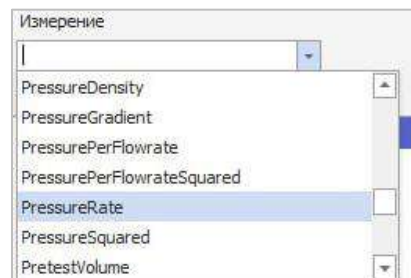 Измерение
PressureDensity
PressureGradient
PressurePerFlowrate
PressurePerFlowrateSquared
PressureRate
PressureSquared
PretestVolume